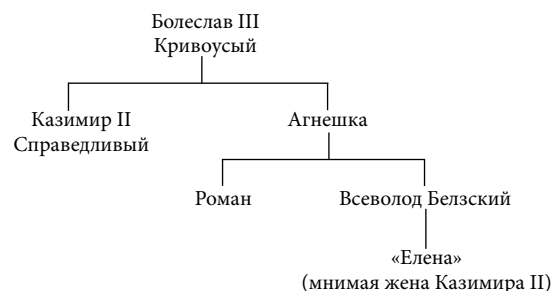 Болеслав III
Кривоусый
Казимир II
Справедливый
Агнешка
Роман
Всеволод Белзский
«Елена»
(мнимая жена Казимира II)